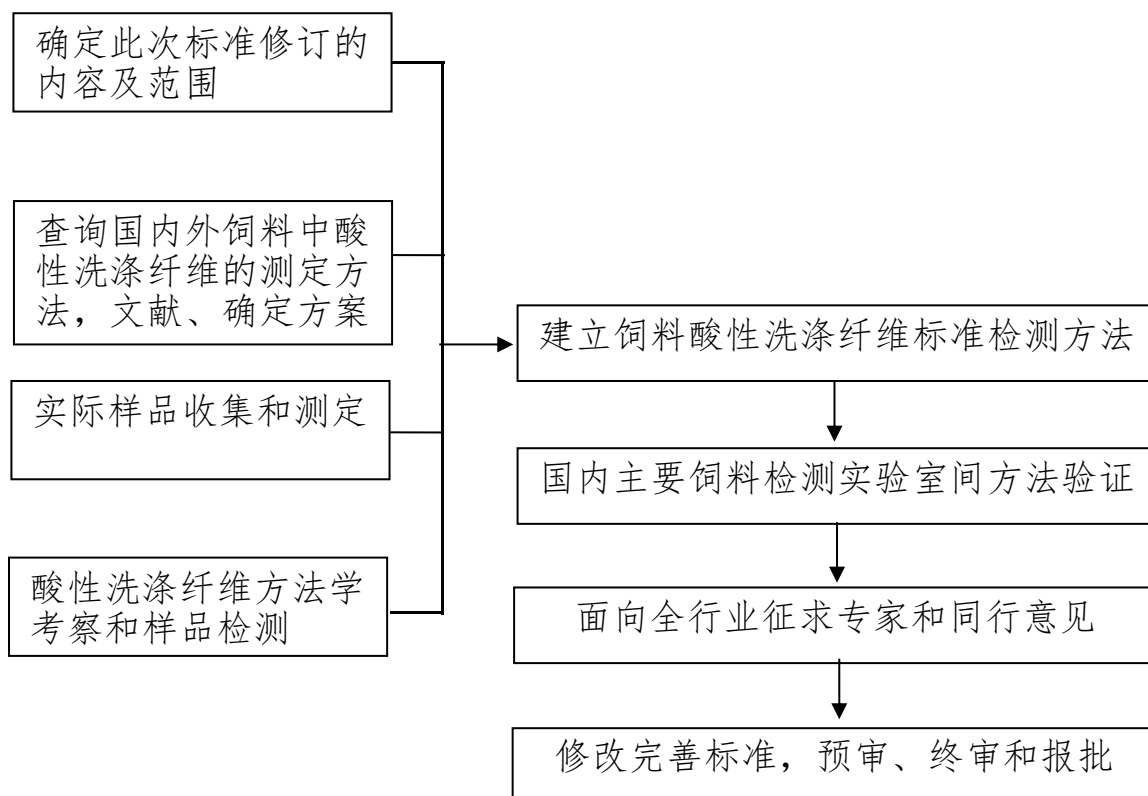 确定此次标准修订的
内容及范围
查询国内外饲料中酸
性洗涤纤维的测定方
法，文献、确定方案
实际样品收集和测定
酸性洗涤纤维方法学
考察和样品检测
建立饲料酸性洗涤纤维标准检测方法
国内主要饲料检测实验室间方法验证
面向全行业征求专家和同行意见
修改完善标准，预审、终审和报批